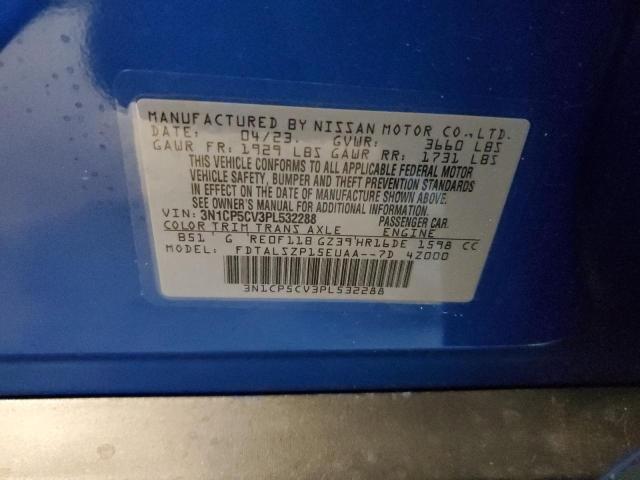 MANUFACTURED BY NISSAN MOTOR CO., LTD.
DATE: 04/23. GVWR: 3660 LBS
GAWR FR: 1929 LBS GAWR RR: 1731 LBS
THIS VEHICLE CONFORMS TO ALL APPLICABLE FEDERAL MOTOR
VEHICLE SAFETY, BUMPER AND THEFT PREVENTION STANDARDS
IN EFFECT ON THE DATE OF MANUFACTURE SHOWN ABOVE.
SEE OWNER'S MANUAL FOR ADDITIONAL INFORMATION.
VIN: 3N1CP5CV3PL532288 PASSENGER CAR.
COLOR TRIM TRANS AXLE ENGINE
B51 G RE0F11B GZ39 HR16DE 1598 CC
MODEL: FDTALSZP15EUAA--7D 4Z000
3N1CP5CV3PL532288